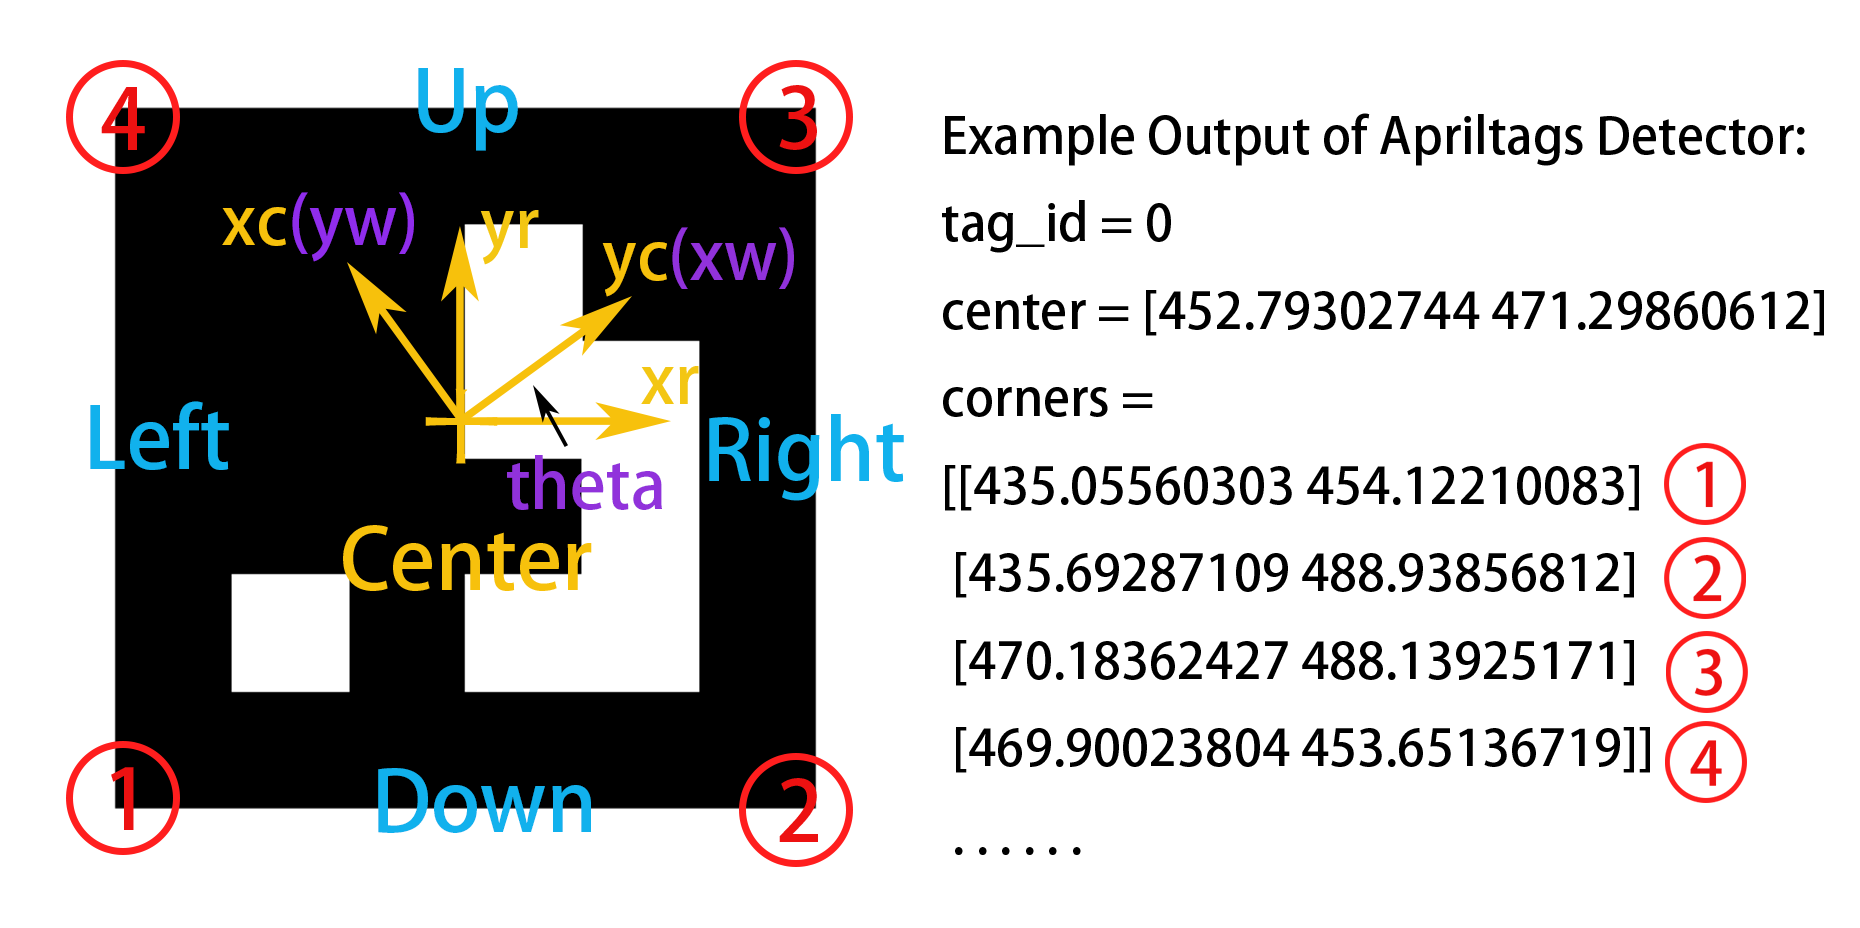 4
Up
3
xc(yw)
yr
yc(xw)
xr
Left
Right
theta
Center
1
Down
2
Example Output of Apriltags Detector:
tag_id = 0
center = [452.79302744 471.29860612]
corners =
[[435.05560303 454.12210083] 1
[435.69287109 488.93856812] 2
[470.18362427 488.13925171] 3
[469.90023804 453.65136719]] 4
. . . . . .